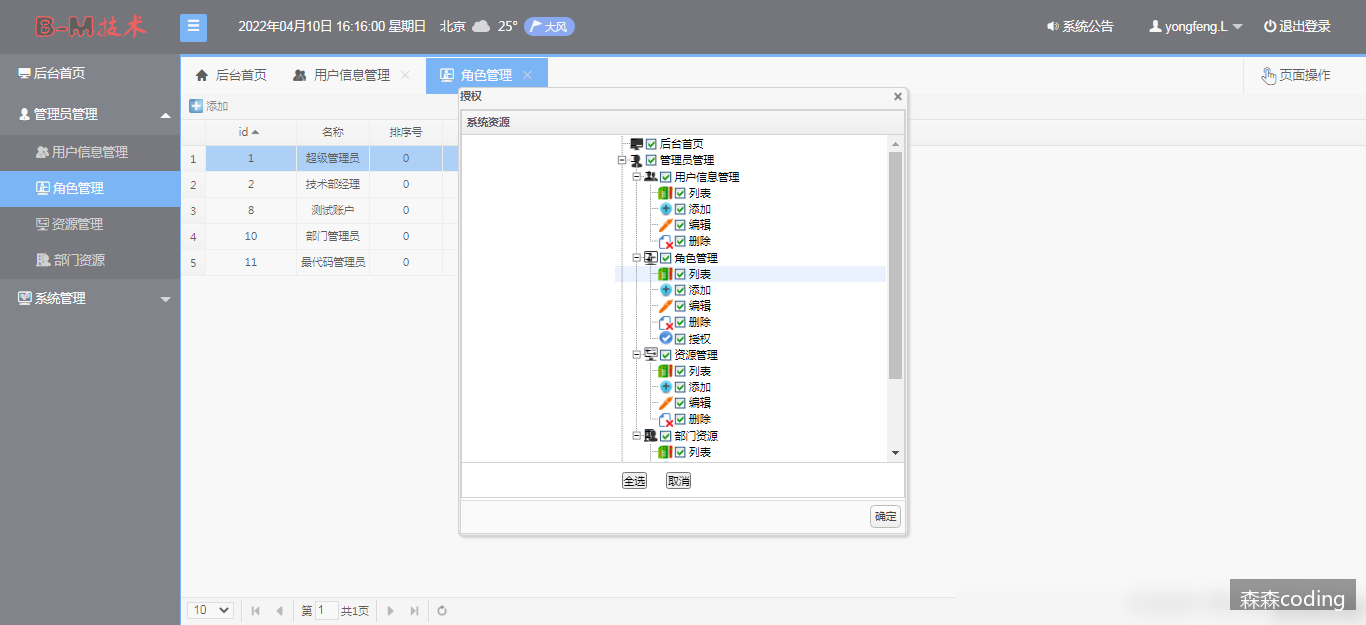 B-M技术
2022年04月10日 16:16:00 星期日 北京 25° 大风
系统公告 yongfeng.L 退出登录
后台首页
管理员管理
用户信息管理
角色管理
资源管理
部门资源
系统管理
后台首页 用户信息管理 角色管理 页面操作
添加
id 名称 排序号
1 1 超级管理员 0
2 2 技术部经理 0
3 8 测试账户 0
4 10 部门管理员 0
5 11 最代码管理员 0
授权
系统资源
后台首页
管理员管理
用户信息管理
列表
添加
编辑
删除
角色管理
列表
添加
编辑
删除
授权
资源管理
列表
添加
编辑
删除
部门资源
列表
全选 取消
确定
10 第 1 共1页
森森coding